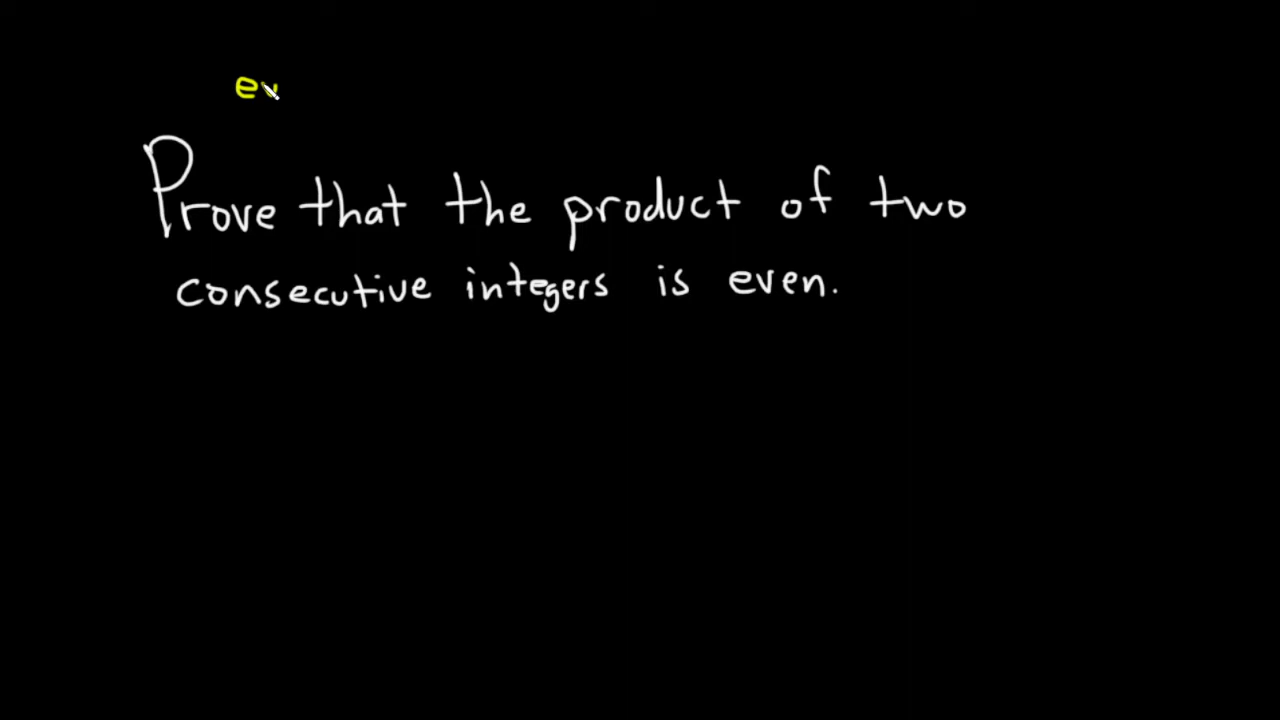 ev
Prove that the product of two
consecutive integers is even.